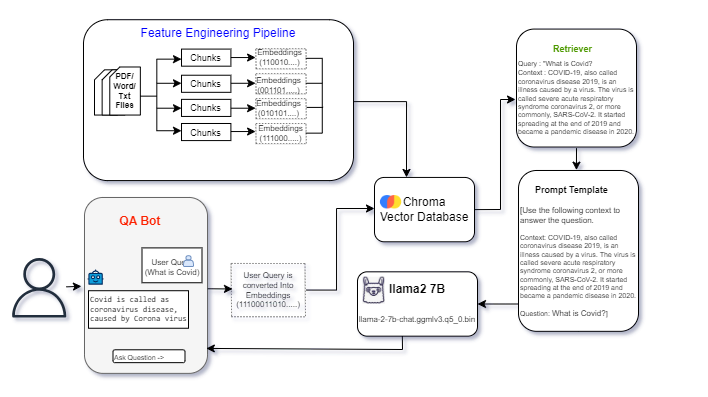 Feature Engineering Pipeline
PDF/
Word/
Txt
Files
Chunks
Chunks
Chunks
Chunks
Embeddings
(110010....)
Embeddings
(001101.....)
Embeddings
(010101....)
Embeddings
(111000....)
Retriever
Query : "What is Covid?
Context : COVID-19, also called
coronavirus disease 2019, is an
illness caused by a virus. The virus is
called severe acute respiratory
syndrome coronavirus 2, or more
commonly, SARS-CoV-2. It started
spreading at the end of 2019 and
became a pandemic disease in 2020.
Chroma
Vector Database
Prompt Template
[Use the following context to
answer the question.
Context: COVID-19, also called
coronavirus disease 2019, is an
illness caused by a virus. The virus is
called severe acute respiratory
syndrome coronavirus 2, or more
commonly, SARS-CoV-2. It started
spreading at the end of 2019 and
became a pandemic disease in 2020.
Question: What is Covid?]
QA Bot
User
(What is Covid)
Covid is called as
coronavirus disease,
caused by Corona virus
Ask Question ->
User Query is
converted Into
Embeddings
(11100011010.....)
llama2 7B
llama-2-7b-chat.ggmlv3.q5_0.bin